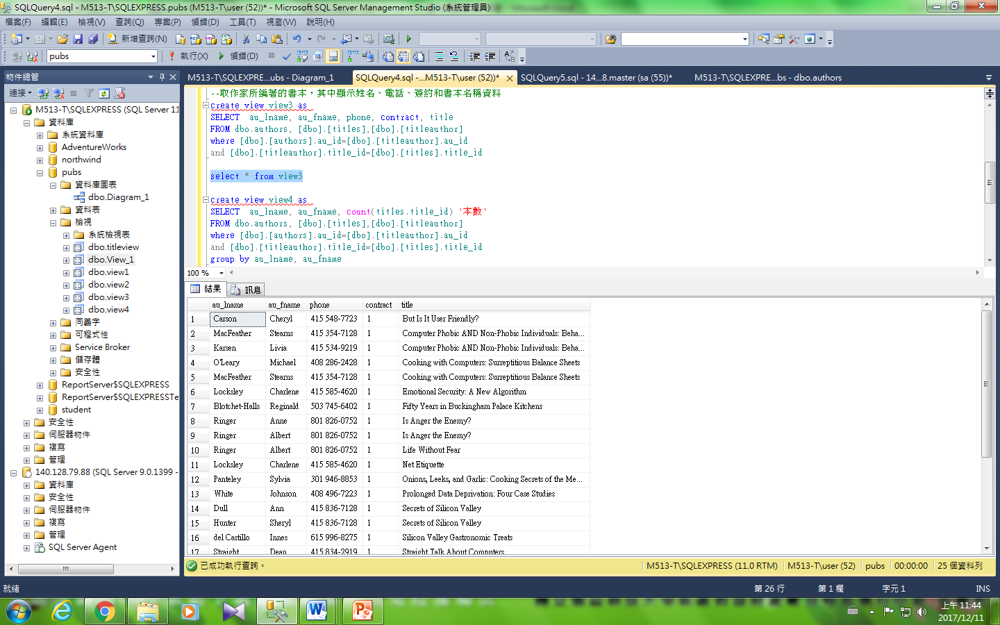 SQLQuery4.sql - M513-T\SQLEXPRESS.pubs (M513-T\user (52))* - Microsoft SQL Server Management Studio (系統管理員)
檔案(F) 編輯(E) 檢視(V) 查詢(Q) 專案(P) 偵錯(D) 工具(T) 視窗(W) 說明(H)
新增查詢(N)
pubs 執行(X) 偵錯(D)
物件總管
連接
M513-T\SQLEXPRESS (SQL Server 11
資料庫
系統資料庫
AdventureWorks
northwind
pubs
資料庫圖表
dbo.Diagram_1
資料表
檢視
系統檢視表
dbo.titleview
dbo.View_1
dbo.view1
dbo.view2
dbo.view3
dbo.view4
同義字
可程式性
Service Broker
儲存體
安全性
ReportServer$SQLEXPRESS
ReportServer$SQLEXPRESSTe
student
安全性
伺服器物件
複寫
管理
140.128.79.88 (SQL Server 9.0.1399 -
資料庫
安全性
伺服器物件
複寫
管理
SQL Server Agent
M513-T\SQLEXPRE...ubs - Diagram_1 SQLQuery4.sql -...M513-T\user (52))* SQLQuery5.sql - 14...8.master (sa (55))* M513-T\SQLEXPRE...bs - dbo.authors
--取作家所編著的書本，其中顯示姓名、電話、簽約和書本名稱資料
create view view3 as
SELECT au_lname, au_fname, phone, contract, title
FROM dbo.authors, [dbo].[titles],[dbo].[titleauthor]
where [dbo].[authors].au_id=[dbo].[titleauthor].au_id
and [dbo].[titleauthor].title_id=[dbo].[titles].title_id
select * from view3
create view view4 as
SELECT au_lname, au_fname, count(titles.title_id) '本數'
FROM dbo.authors, [dbo].[titles],[dbo].[titleauthor]
where [dbo].[authors].au_id=[dbo].[titleauthor].au_id
and [dbo].[titleauthor].title_id=[dbo].[titles].title_id
group by au_lname, au_fname
100 %
結果 訊息
au_lname au_fname phone contract title
1 Carson Cheryl 415 548-7723 1 But Is It User Friendly?
2 MacFeather Stearns 415 354-7128 1 Computer Phobic AND Non-Phobic Individuals: Beha...
3 Karsen Livia 415 534-9219 1 Computer Phobic AND Non-Phobic Individuals: Beha...
4 O'Leary Michael 408 286-2428 1 Cooking with Computers: Surreptitious Balance Sheets
5 MacFeather Stearns 415 354-7128 1 Cooking with Computers: Surreptitious Balance Sheets
6 Locksley Charlene 415 585-4620 1 Emotional Security: A New Algorithm
7 Blotchet-Halls Reginald 503 745-6402 1 Fifty Years in Buckingham Palace Kitchens
8 Ringer Anne 801 826-0752 1 Is Anger the Enemy?
9 Ringer Albert 801 826-0752 1 Is Anger the Enemy?
10 Ringer Albert 801 826-0752 1 Life Without Fear
11 Locksley Charlene 415 585-4620 1 Net Etiquette
12 Panteley Sylvia 301 946-8853 1 Onions, Leeks, and Garlic: Cooking Secrets of the Me...
13 White Johnson 408 496-7223 1 Prolonged Data Deprivation: Four Case Studies
14 Dull Ann 415 836-7128 1 Secrets of Silicon Valley
15 Hunter Sheryl 415 836-7128 1 Secrets of Silicon Valley
16 del Castillo Innes 615 996-8275 1 Silicon Valley Gastronomic Treats
17 Straight Dean 415 834-2919 1 Straight Talk About Computers
已成功執行查詢。 M513-T\SQLEXPRESS (11.0 RTM) M513-T\user (52) pubs 00:00:00 25 個資料列
就緒 第 26 行 第 1 欄 字元 1 INS
上午 11:44
2017/12/11